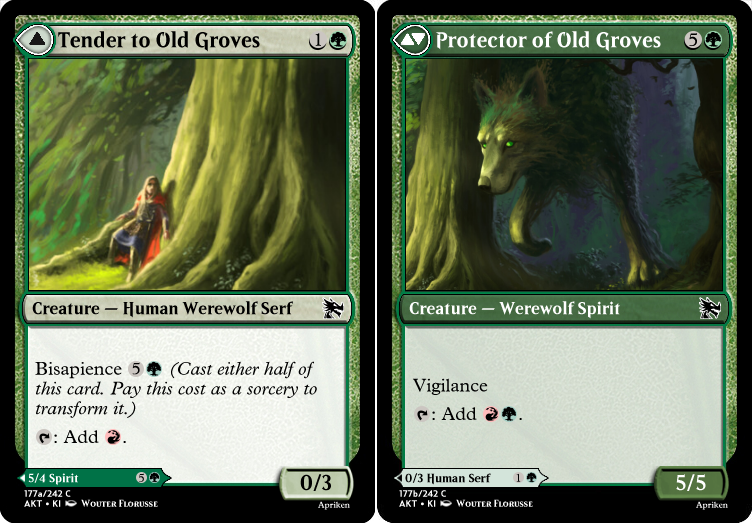 Tender to Old Groves 1
Creature — Human Werewolf Serf
Bisapience 5 (Cast either half of
this card. Pay this cost as a sorcery to
transform it.)
: Add .
5/4 Spirit 5
0/3
177a/242 C
AKT • KI Wouter Florusse
Apriken
Protector of Old Groves 5
Creature — Werewolf Spirit
Vigilance
: Add .
0/3 Human Serf 1
5/5
177b/242 C
AKT • KI Wouter Florusse
Apriken